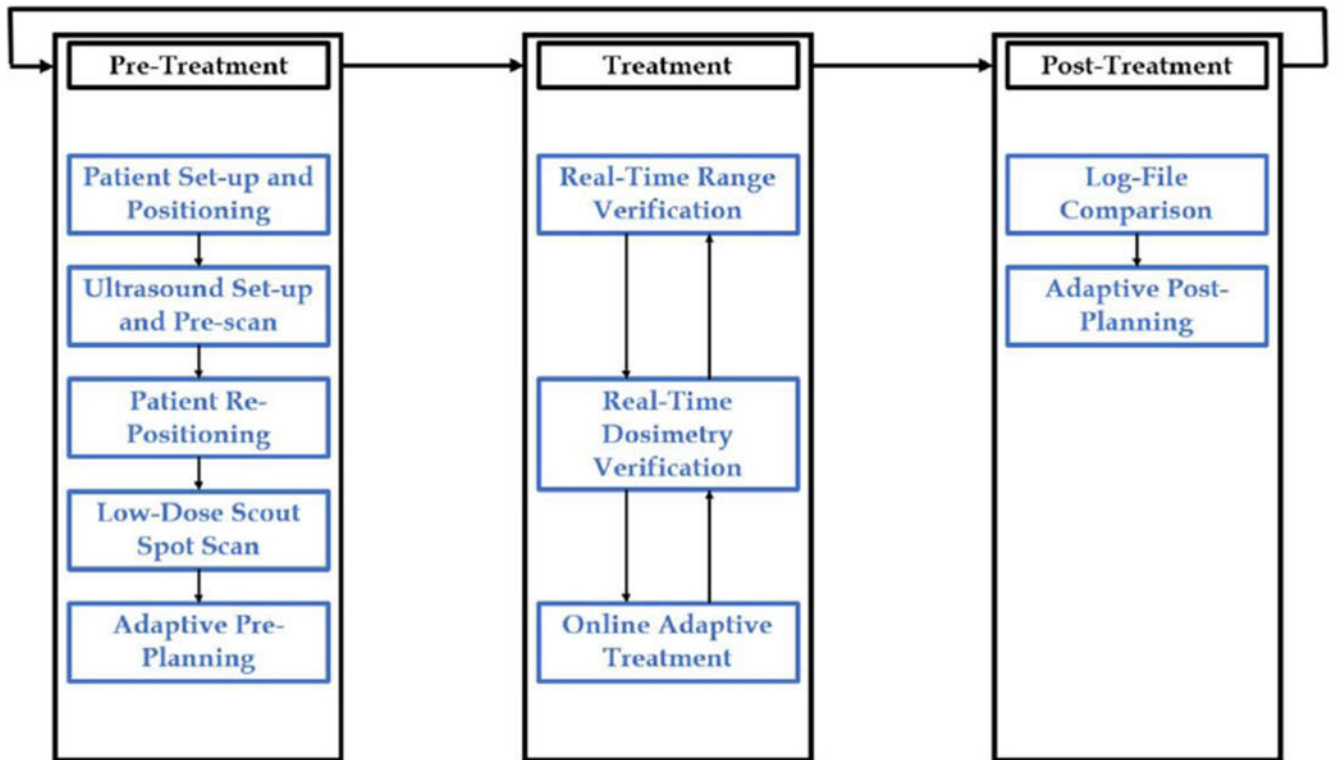 Pre-Treatment
Patient Set-up and
Positioning
Ultrasound Set-up
and Pre-scan
Patient Re-
Positioning
Low-Dose Scout
Spot Scan
Adaptive Pre-
Planning
Treatment
Real-Time Range
Verification
Real-Time
Dosimetry
Verification
Online Adaptive
Treatment
Post-Treatment
Log-File
Comparison
Adaptive Post-
Planning